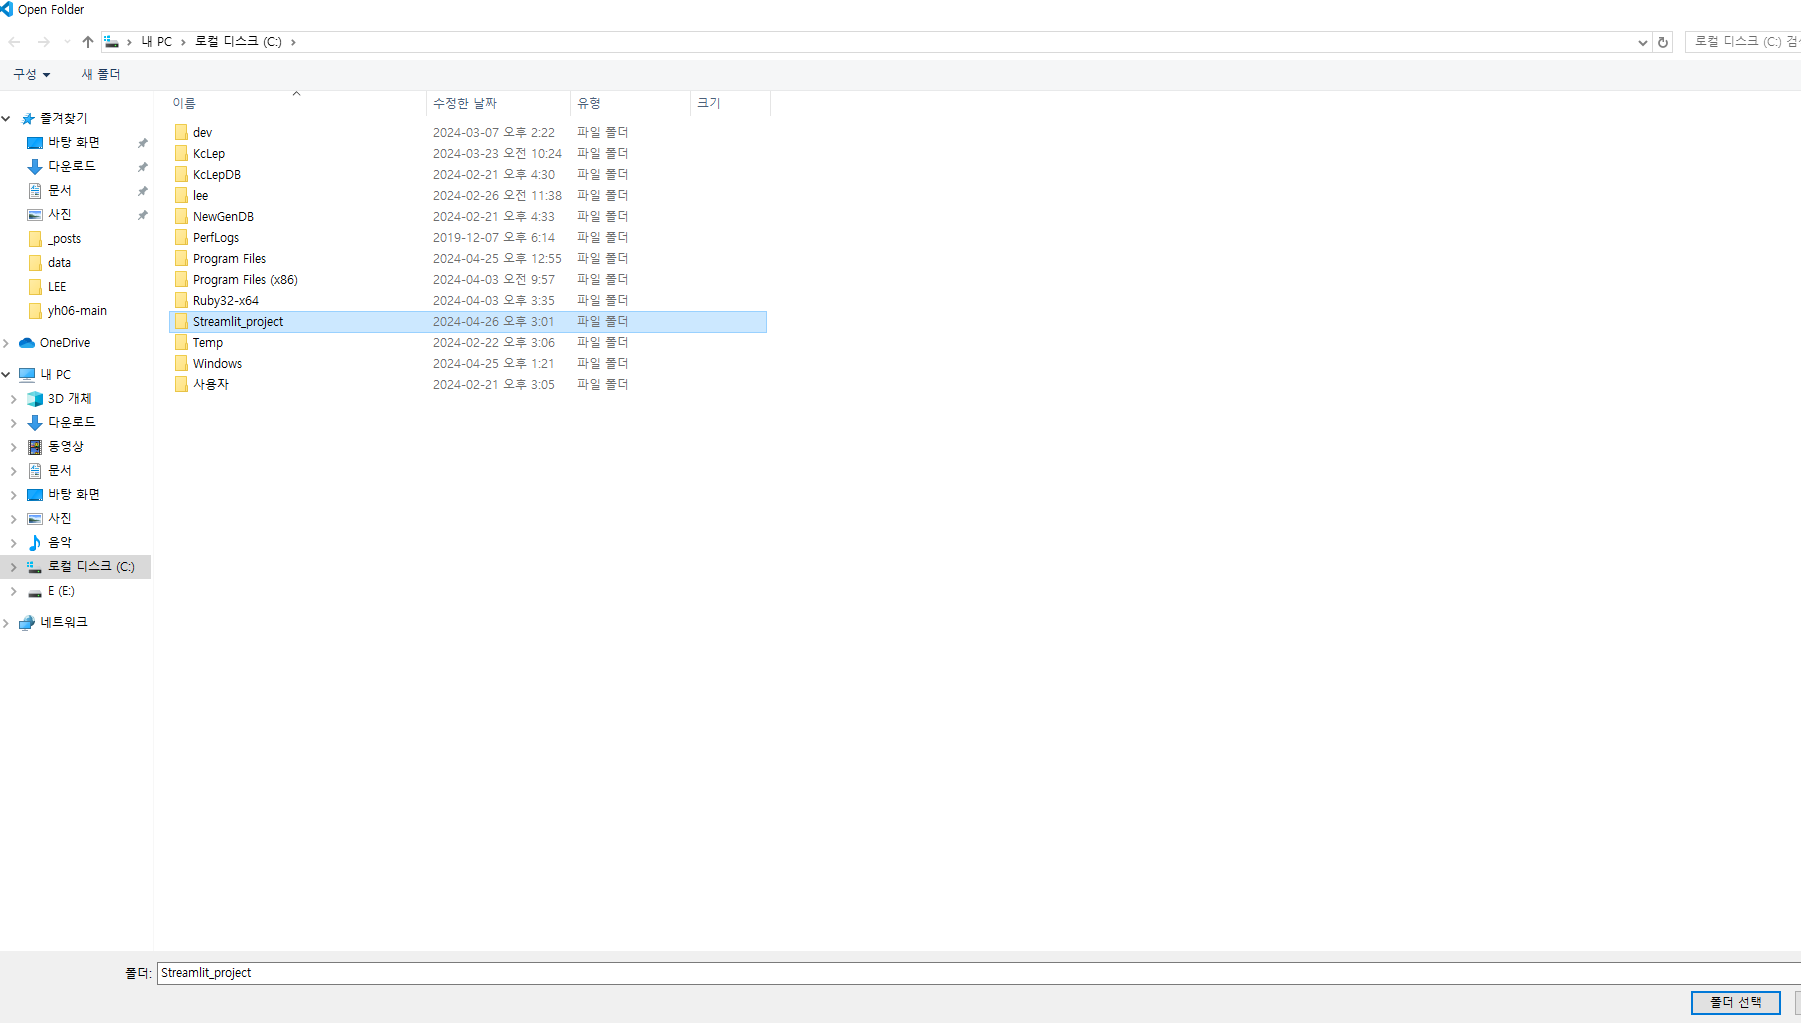 Open Folder
내 PC > 로컬 디스크 (C:) >
로컬 디스크 (C:)
구성 새 폴더
이름 수정한 날짜 유형 크기
즐겨찾기
바탕 화면
다운로드
문서
사진
_posts
data
LEE
yh06-main
OneDrive
내 PC
3D 개체
다운로드
동영상
문서
바탕 화면
사진
음악
로컬 디스크 (C:)
E (E:)
네트워크
dev 2024-03-07 오후 2:22 파일 폴더
KcLep 2024-03-23 오전 10:24 파일 폴더
KcLepDB 2024-02-21 오후 4:30 파일 폴더
lee 2024-02-26 오전 11:38 파일 폴더
NewGenDB 2024-02-21 오후 4:33 파일 폴더
PerfLogs 2019-12-07 오후 6:14 파일 폴더
Program Files 2024-04-25 오후 12:55 파일 폴더
Program Files (x86) 2024-04-03 오전 9:57 파일 폴더
Ruby32-x64 2024-04-03 오후 3:35 파일 폴더
Streamlit_project 2024-04-26 오후 3:01 파일 폴더
Temp 2024-02-22 오후 3:06 파일 폴더
Windows 2024-04-25 오후 1:21 파일 폴더
사용자 2024-02-21 오후 3:05 파일 폴더
폴더: Streamlit_project
폴더 선택